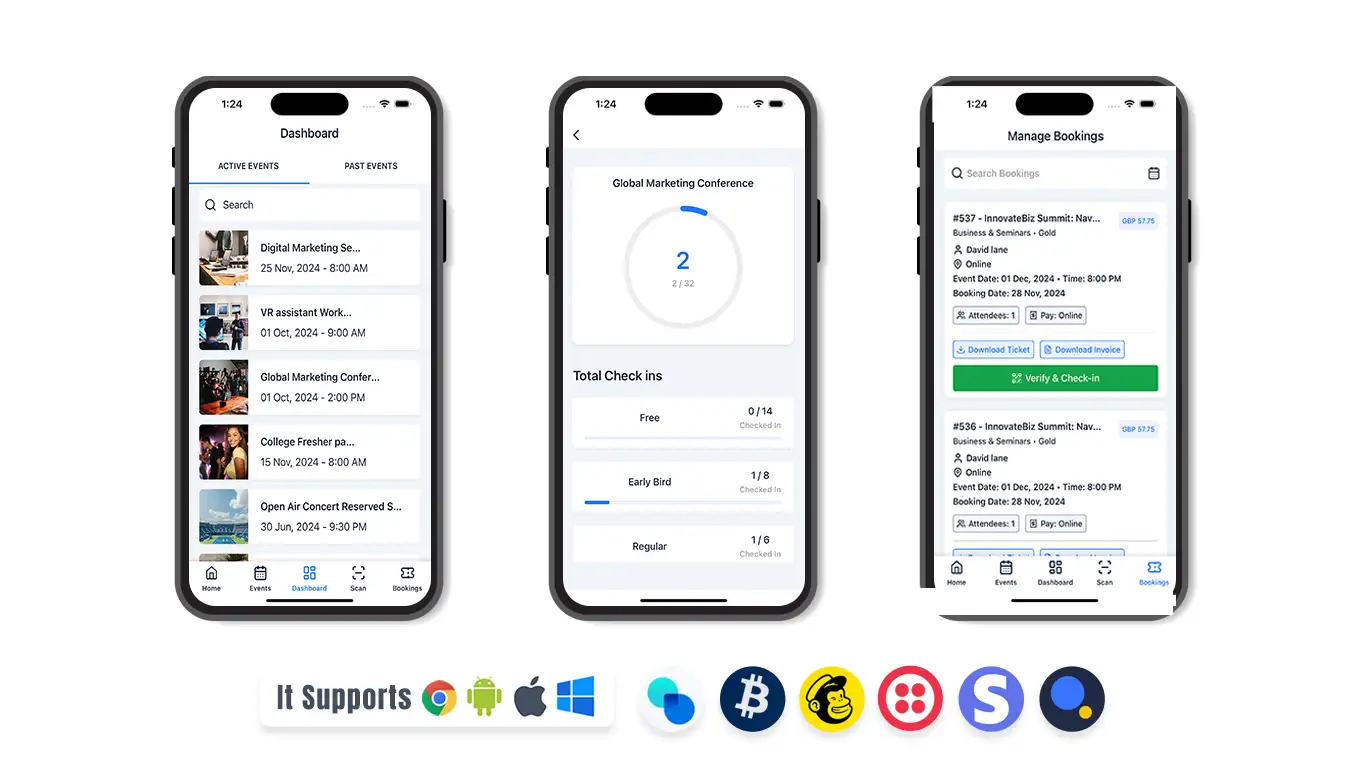 1:24
Dashboard
ACTIVE EVENTS PAST EVENTS
Search
Digital Marketing Se...
25 Nov, 2024 - 8:00 AM
VR assistant Work...
01 Oct, 2024 - 9:00 AM
Global Marketing Confer...
01 Oct, 2024 - 2:00 PM
College Fresher pa...
15 Nov, 2024 - 8:00 AM
Open Air Concert Reserved S...
30 Jun, 2024 - 9:30 PM
Home Events Dashboard Scan Bookings
1:24
Global Marketing Conference
2
2 / 32
Total Check ins
Free 0 / 14
Checked In
Early Bird 1 / 8
Checked In
Regular 1 / 6
Checked In
1:24
Manage Bookings
Search Bookings
#537 - InnovateBiz Summit: Nav... GBP 57.75
Business & Seminars • Gold
David lane
Online
Event Date: 01 Dec, 2024 • Time: 8:00 PM
Booking Date: 28 Nov, 2024
Attendees: 1 Pay: Online
Download Ticket Download Invoice
Verify & Check-in
#536 - InnovateBiz Summit: Nav... GBP 57.75
Business & Seminars • Gold
David lane
Online
Event Date: 01 Dec, 2024 • Time: 8:00 PM
Booking Date: 28 Nov, 2024
Attendees: 1 Pay: Online
Home Events Dashboard Scan Bookings
It Supports